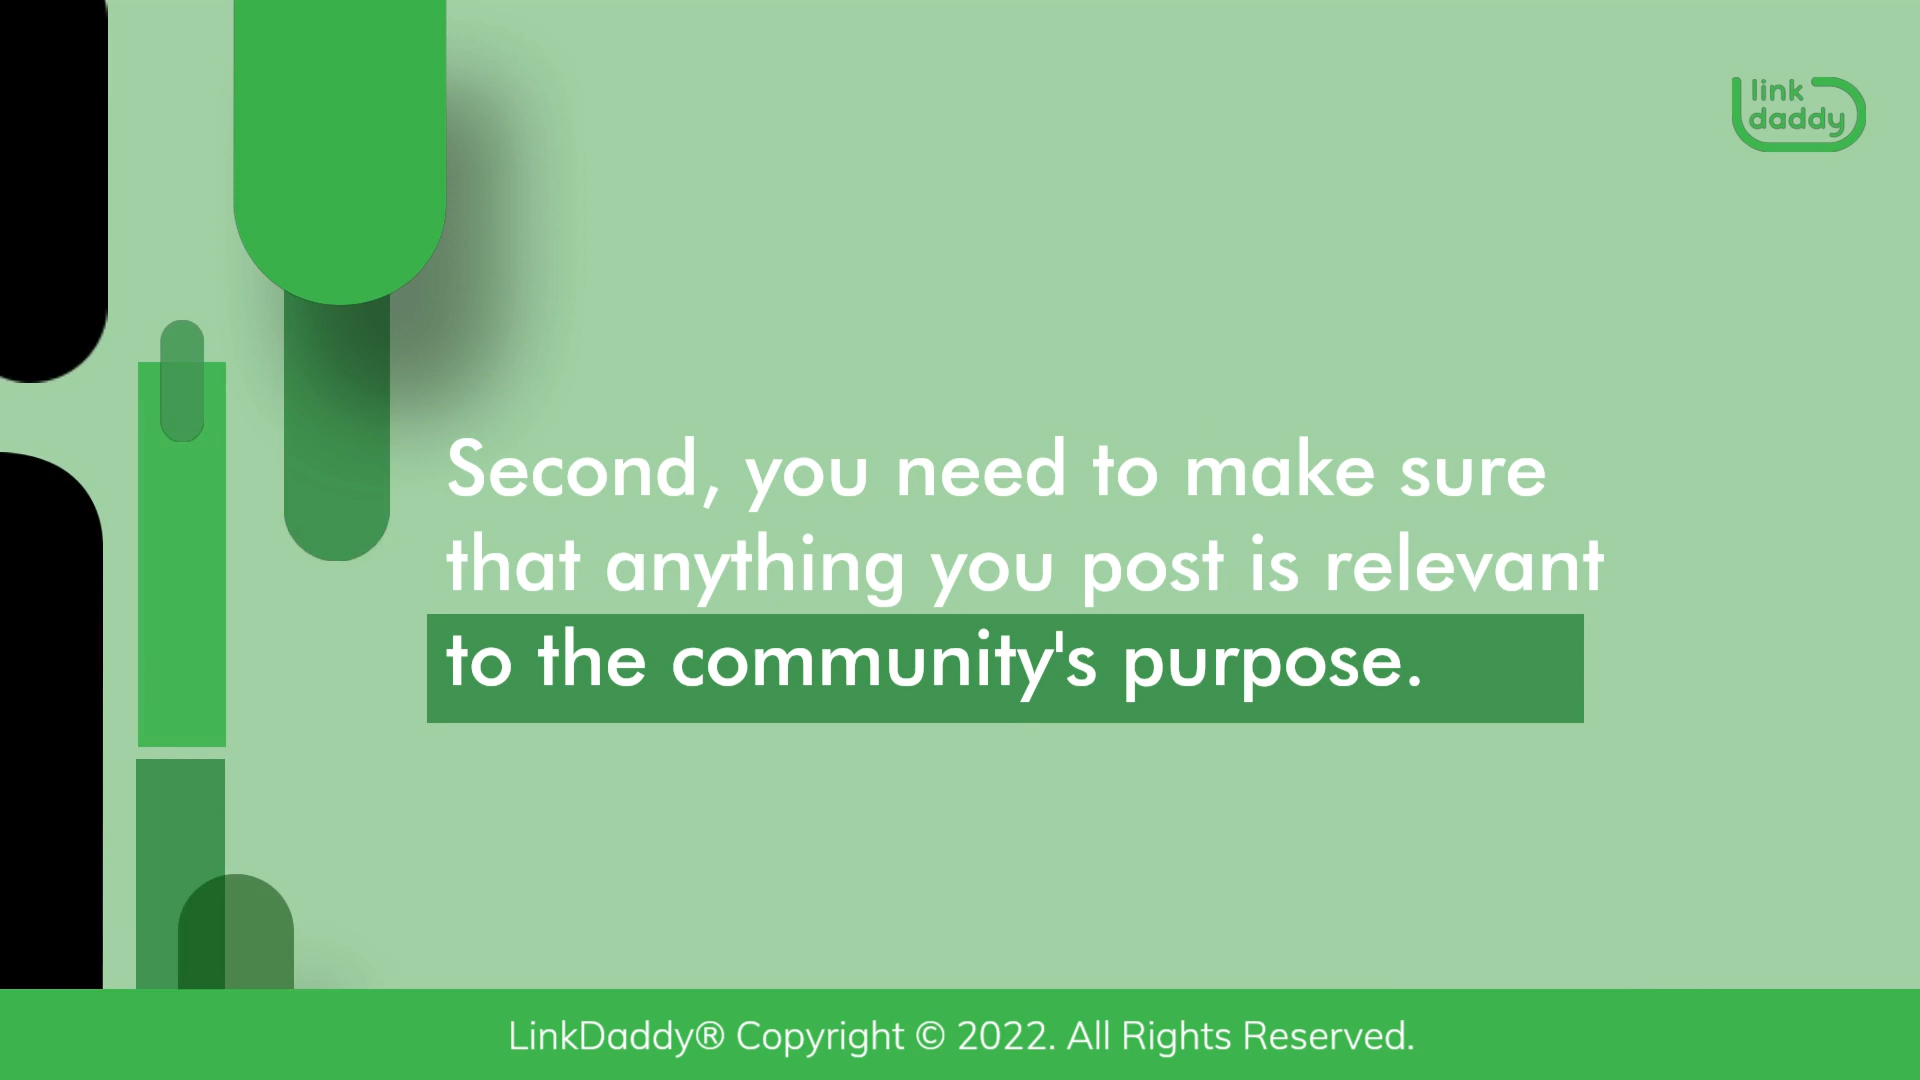 link
daddy
Second, you need to make sure
that anything you post is relevant
to the community's purpose.
LinkDaddy® Copyright © 2022. All Rights Reserved.